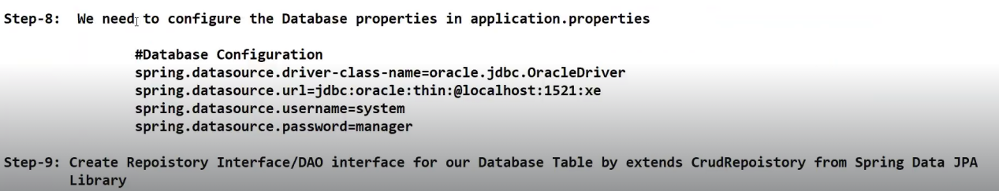 Step-8: We need to configure the Database properties in application.properties
#Database Configuration
spring.datasource.driver-class-name=oracle.jdbc.OracleDriver
spring.datasource.url=jdbc:oracle:thin:@localhost:1521:xe
spring.datasource.username=system
spring.datasource.password=manager
Step-9: Create Repoistory Interface/DAO interface for our Database Table by extends CrudRepoistory from Spring Data JPA
Library